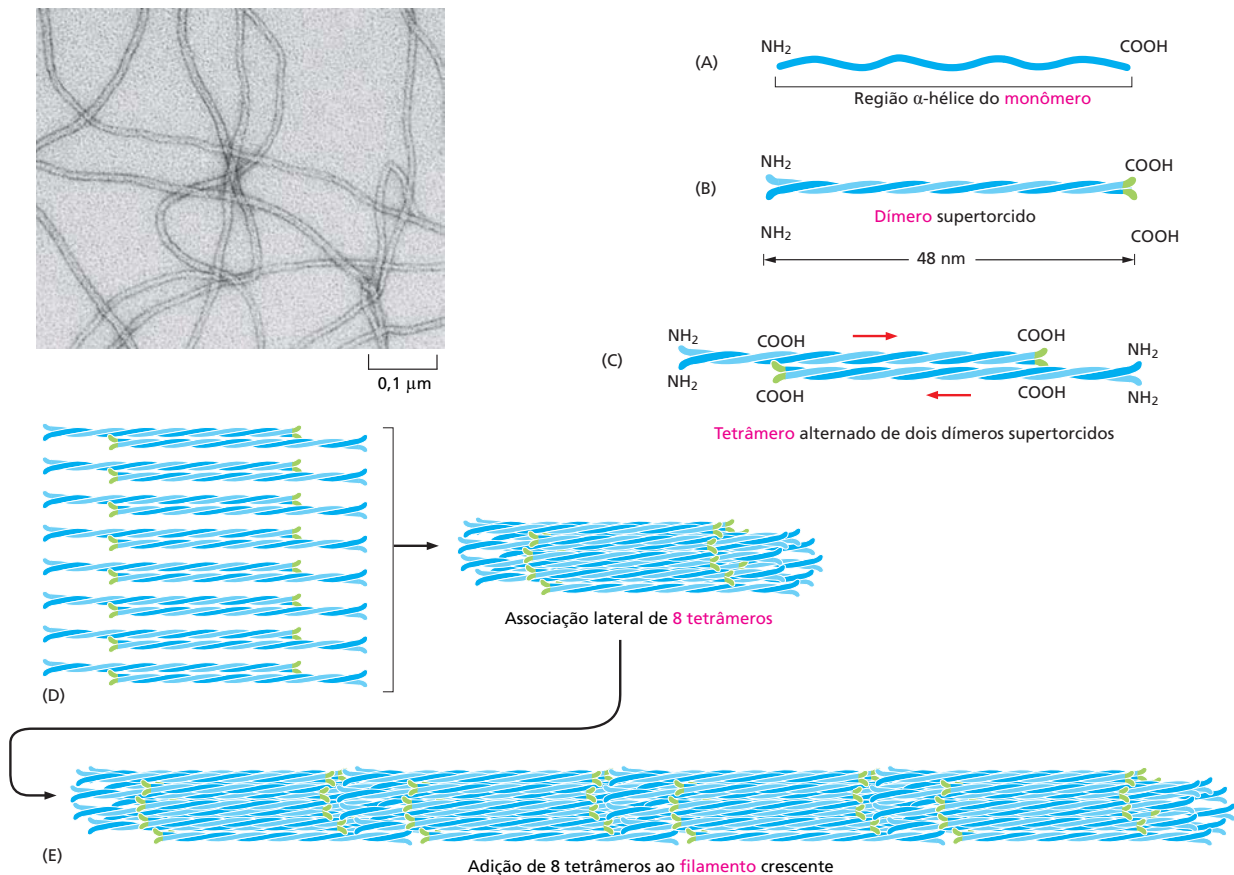 0,1 μm
(A)
NH2
COOH
Região α-hélice do monômero
(B)
NH2
COOH
Dímero supertorcido
NH2
COOH
48 nm
(C)
NH2
COOH
COOH
NH2
NH2
COOH
COOH
NH2
Tetrâmero alternado de dois dímeros supertorcidos
(D)
Associação lateral de 8 tetrâmeros
(E)
Adição de 8 tetrâmeros ao filamento crescente